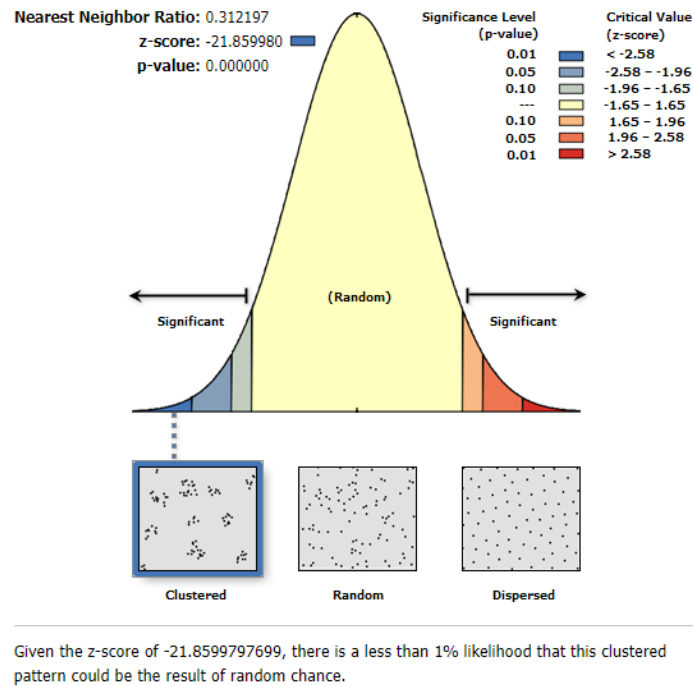 Nearest Neighbor Ratio: 0.312197
z-score: -21.859980
p-value: 0.000000
Significance Level
(p-value)
Critical Value
(z-score)
0.01 < -2.58
0.05 -2.58 – -1.96
0.10 -1.96 – -1.65
--- -1.65 – 1.65
0.10 1.65 – 1.96
0.05 1.96 – 2.58
0.01 > 2.58
(Random)
Significant
Significant
Clustered
Random
Dispersed
Given the z-score of -21.8599797699, there is a less than 1% likelihood that this clustered
pattern could be the result of random chance.